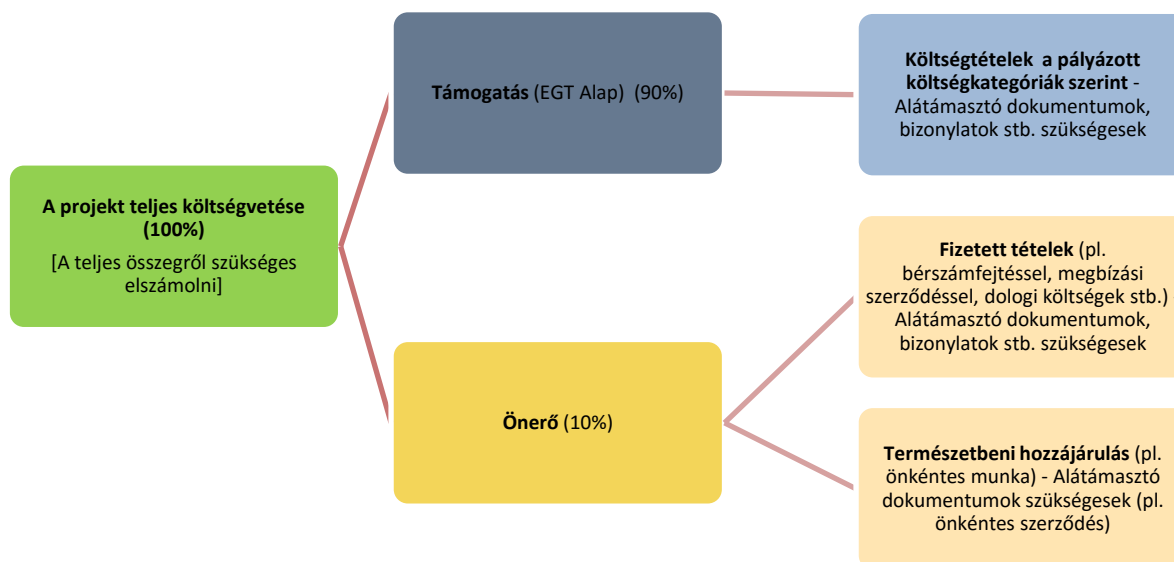 A projekt teljes költségvetése
(100%)
[A teljes összegről szükséges
elszámolni]
Támogatás (EGT Alap) (90%)
Költségtételek a pályázott
költségkategóriák szerint -
Alátámasztó dokumentumok,
bizonylatok stb. szükségesek
Önerő (10%)
Fizetett tételek (pl.
bérszámfejtéssel, megbízási
szerződéssel, dologi költségek stb.)
Alátámasztó dokumentumok,
bizonylatok stb. szükségesek
Természetbeni hozzájárulás (pl.
önkéntes munka) - Alátámasztó
dokumentumok szükségesek (pl.
önkéntes szerződés)